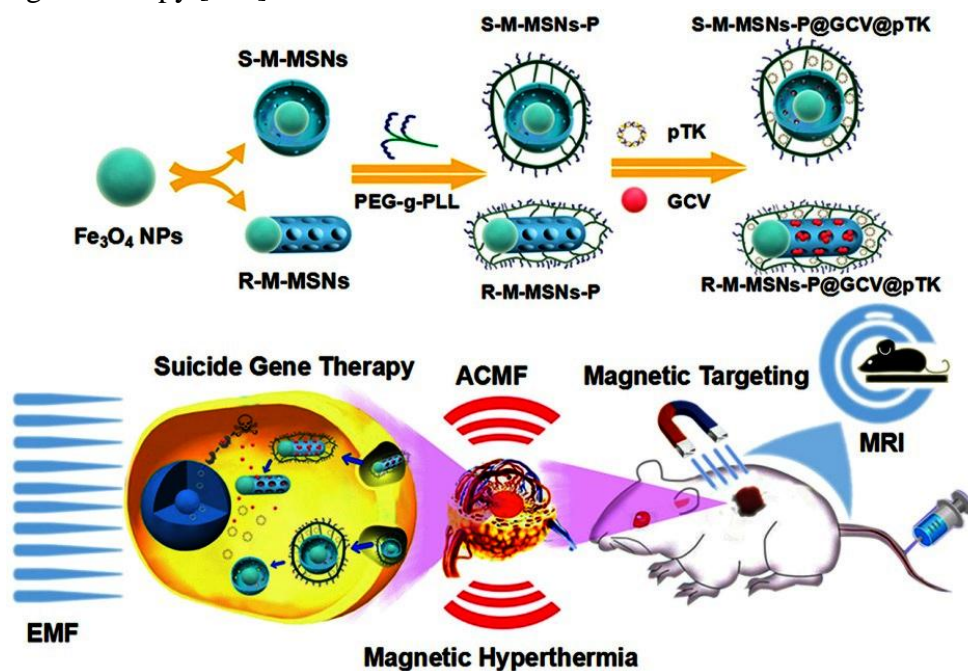 S-M-MSNs
S-M-MSNs-P
S-M-MSNs-P@GCV@pTK
pTK
PEG-g-PLL
GCV
Fe₃O₄ NPs
R-M-MSNs
R-M-MSNs-P
R-M-MSNs-P@GCV@pTK
Suicide Gene Therapy
ACMF
Magnetic Targeting
MRI
EMF
Magnetic Hyperthermia